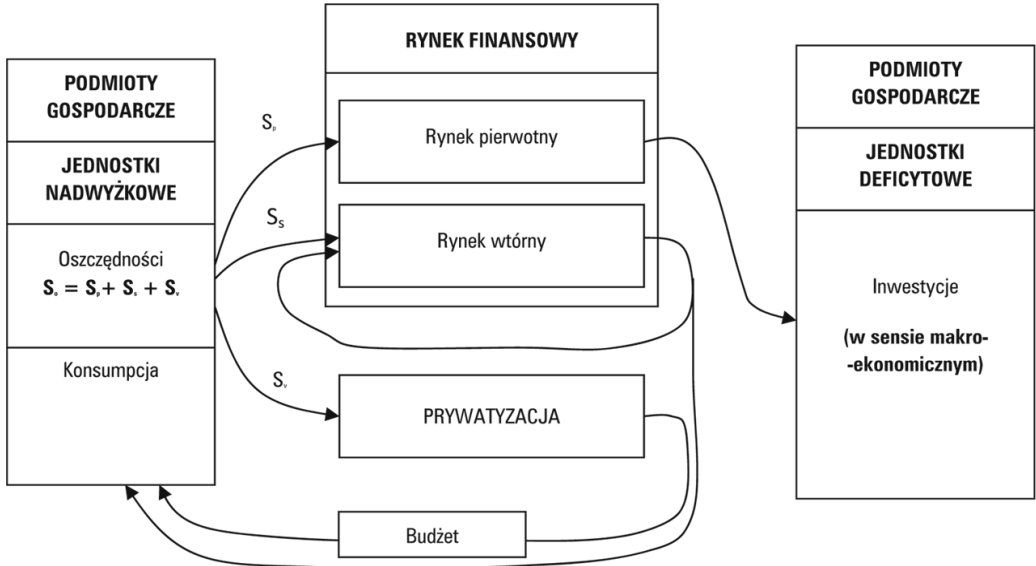 PODMIOTY
GOSPODARCZE
JEDNOSTKI
NADWYŻKOWE
Oszczędności
Sₒ = Sₚ + Sₛ + Sᵥ
Konsumpcja
Sₚ
Sₛ
Sᵥ
RYNEK FINANSOWY
Rynek pierwotny
Rynek wtórny
PRYWATYZACJA
Budżet
PODMIOTY
GOSPODARCZE
JEDNOSTKI
DEFICYTOWE
Inwestycje
(w sensie makro-
-ekonomicznym)